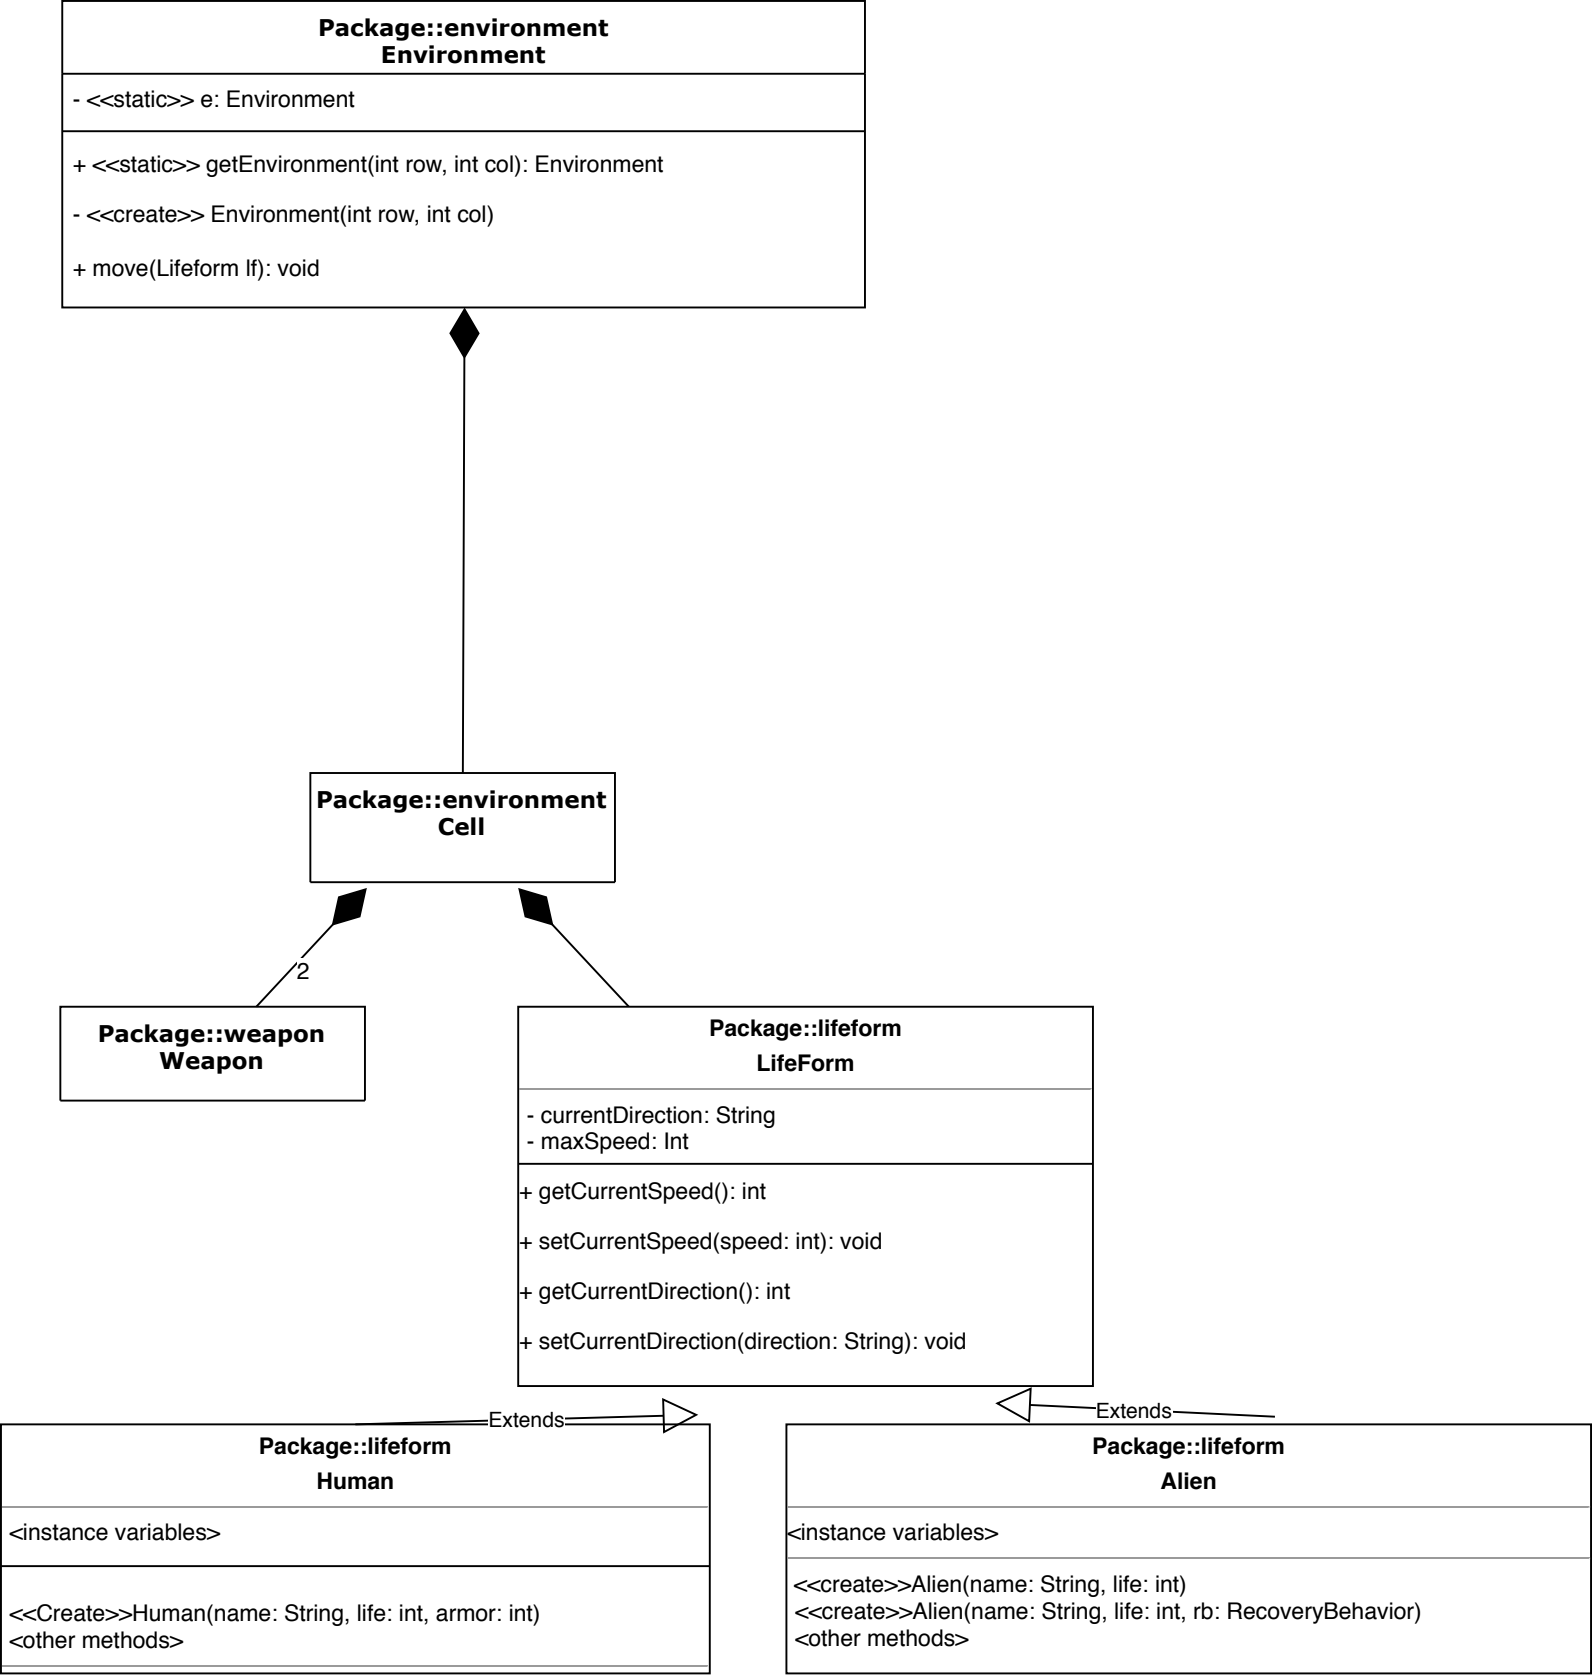 Package::environment
Environment
- <<static>> e: Environment
+ <<static>> getEnvironment(int row, int col): Environment
- <<create>> Environment(int row, int col)
+ move(Lifeform lf): void
Package::environment
Cell
2
Package::weapon
Weapon
Package::lifeform
LifeForm
- currentDirection: String
- maxSpeed: Int
+ getCurrentSpeed(): int
+ setCurrentSpeed(speed: int): void
+ getCurrentDirection(): int
+ setCurrentDirection(direction: String): void
Extends
Extends
Package::lifeform
Human
<instance variables>
<<Create>>Human(name: String, life: int, armor: int)
<other methods>
Package::lifeform
Alien
<instance variables>
<<create>>Alien(name: String, life: int)
<<create>>Alien(name: String, life: int, rb: RecoveryBehavior)
<other methods>